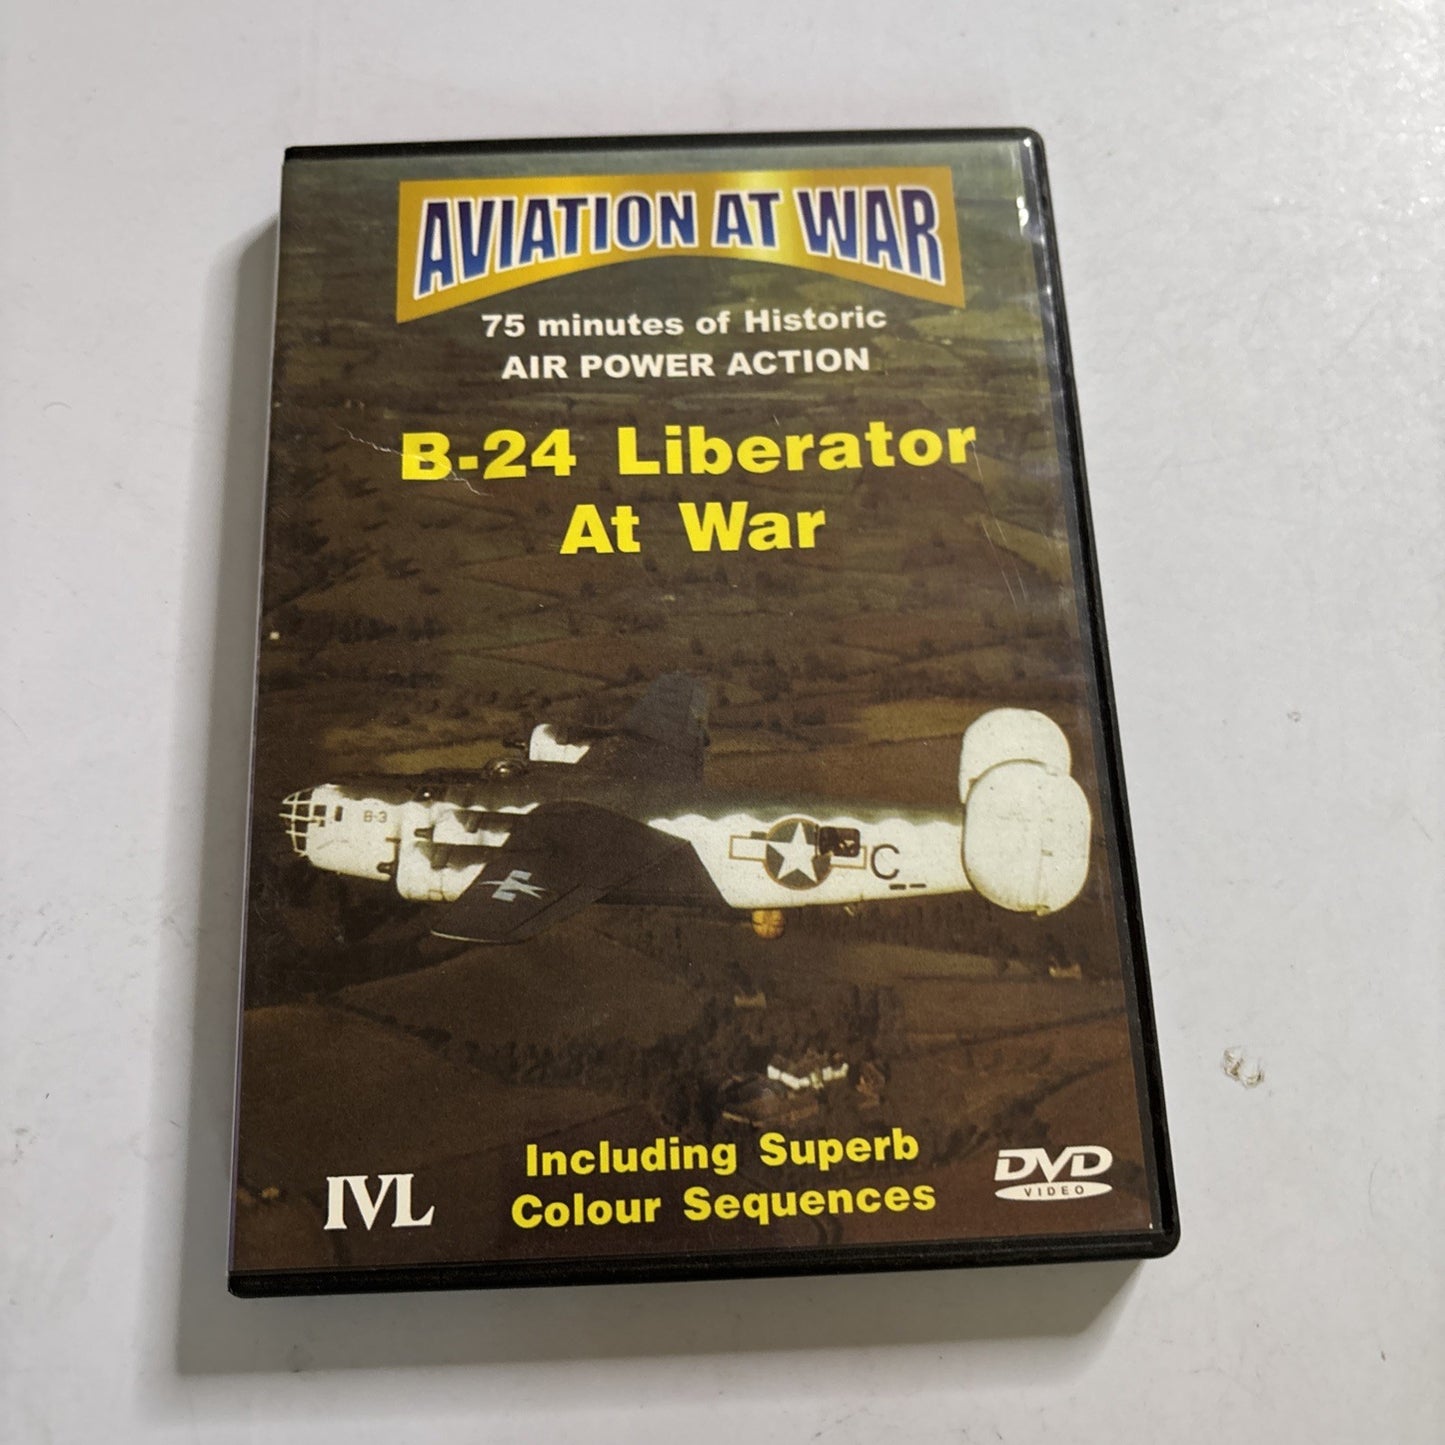 AVIATION AT WAR
75 minutes of Historic
AIR POWER ACTION
B-24 Liberator
At War
B-3
C
Including Superb
Colour Sequences
IVL
DVD
VIDEO